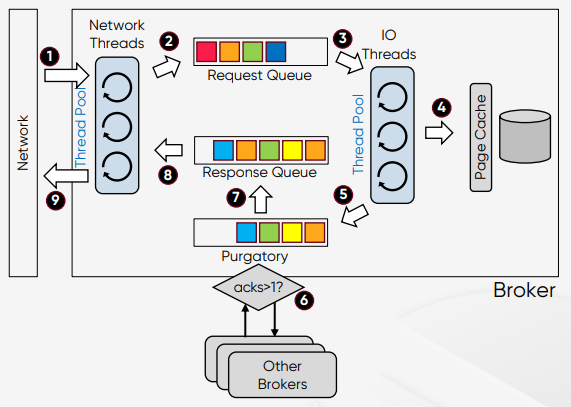 Network
Threads
IO
Threads
1
2
3
4
5
6
7
8
9
Network
Thread Pool
Request Queue
Thread Pool
Page Cache
Response Queue
Purgatory
acks>1?
Broker
Other
Brokers